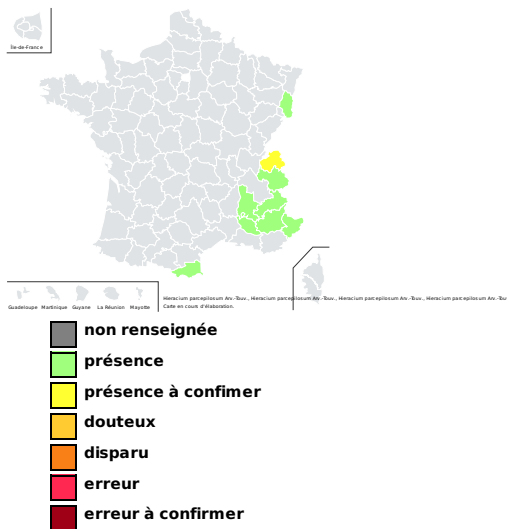 Île-de-France
Guadeloupe Martinique Guyane La Réunion Mayotte
Hieracium parcepilosum Arv.-Touv., Hieracium parcepilosum Arv.-Touv., Hieracium parcepilosum Arv.-Touv., Hieracium parcepilosum Arv.-Touv
Carte en cours d'élaboration.
non renseignée
présence
présence à confimer
douteux
disparu
erreur
erreur à confirmer